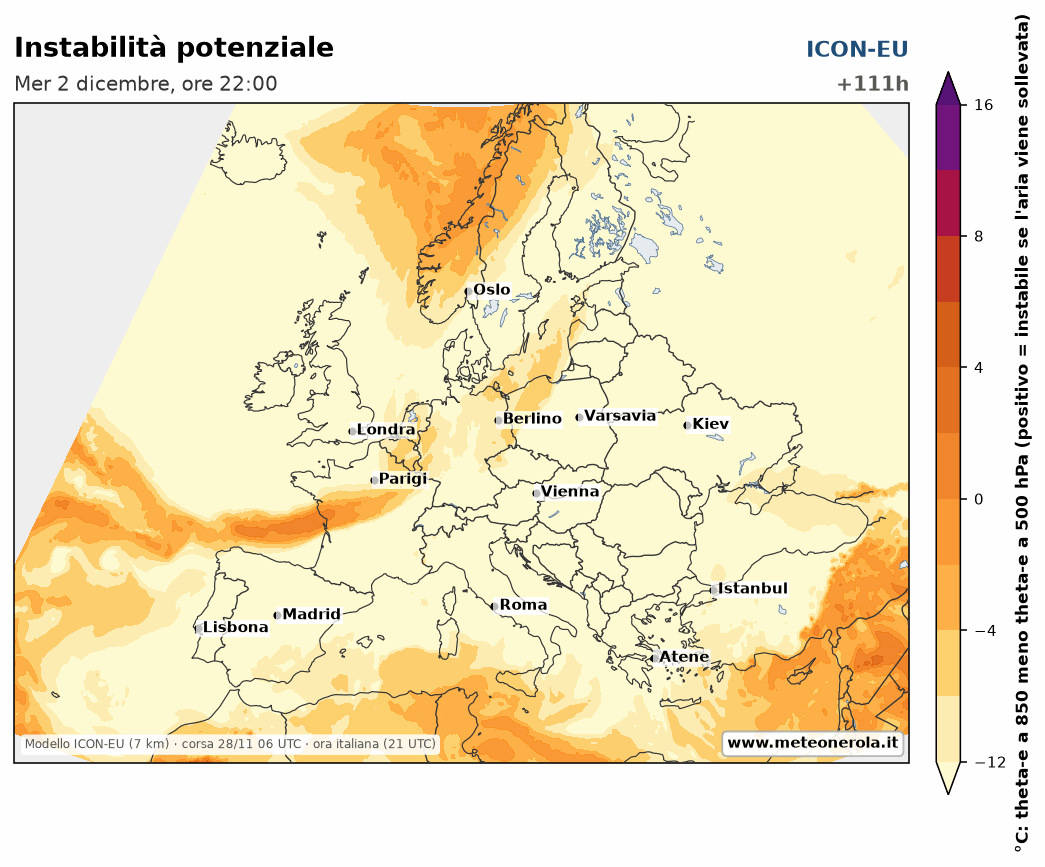 Instabilità potenziale
ICON-EU
Mer 2 dicembre, ore 22:00
+111h
Oslo
Berlino
Varsavia
Kiev
Londra
Parigi
Vienna
Istanbul
Roma
Madrid
Lisbona
Atene
Modello ICON-EU (7 km) · corsa 28/11 06 UTC · ora italiana (21 UTC)
www.meteonerola.it
16
8
4
0
−4
−12
°C: theta-e a 850 meno theta-e a 500 hPa (positivo = instabile se l'aria viene sollevata)